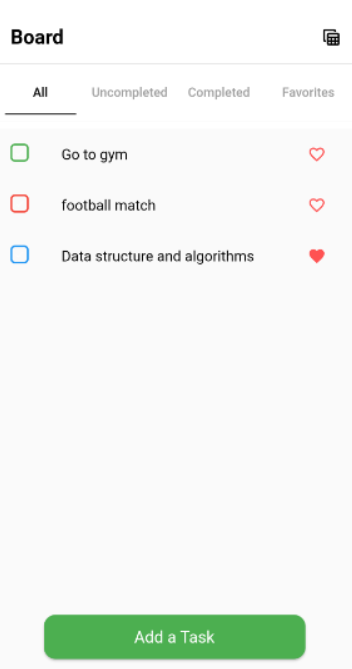 Board
All Uncompleted Completed Favorites
Go to gym
football match
Data structure and algorithms
Add a Task